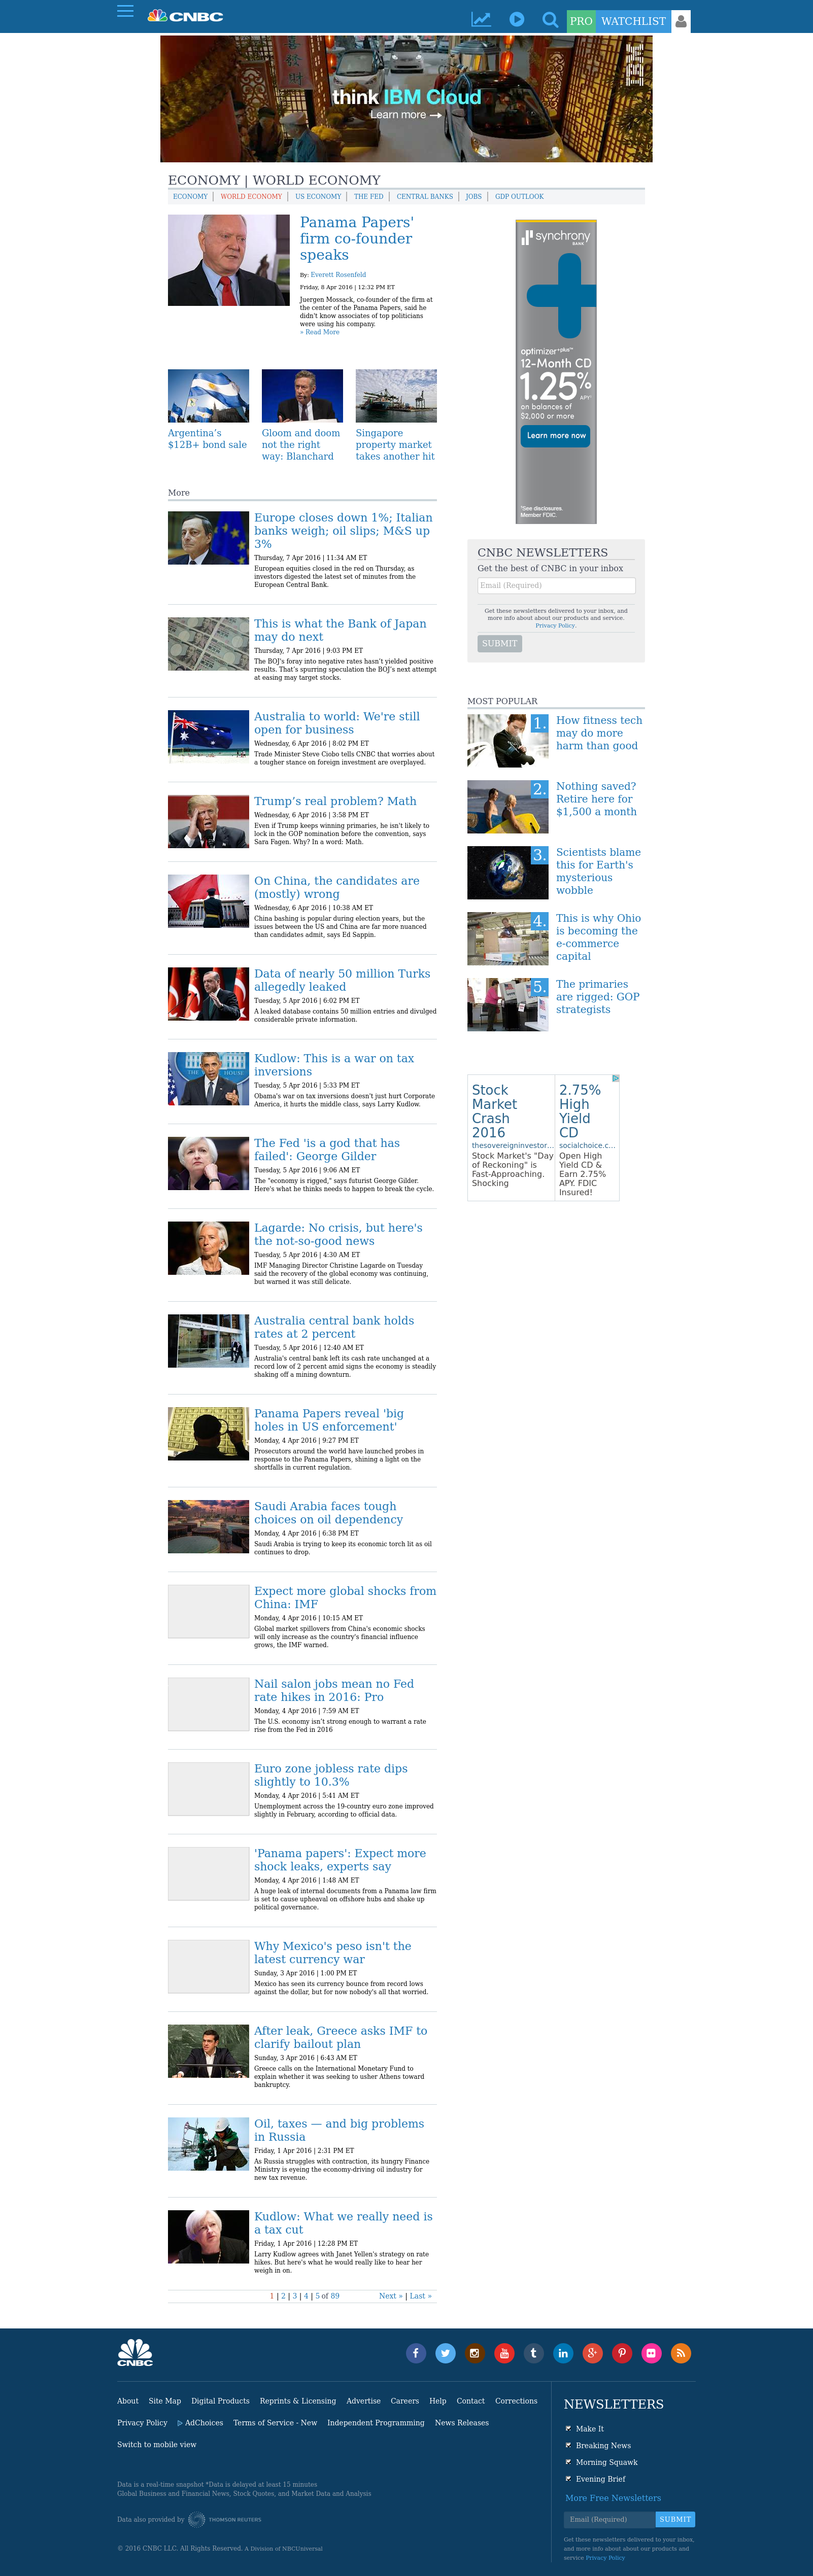 CNBC
PRO
WATCHLIST
IBM
think IBM Cloud
Learn more →
ECONOMY | WORLD ECONOMY
ECONOMY | WORLD ECONOMY | US ECONOMY | THE FED | CENTRAL BANKS | JOBS | GDP OUTLOOK
Panama Papers'
firm co-founder
speaks
By: Everett Rosenfeld
Friday, 8 Apr 2016 | 12:32 PM ET
Juergen Mossack, co-founder of the firm at
the center of the Panama Papers, said he
didn't know associates of top politicians
were using his company.
» Read More
Argentina's
$12B+ bond sale
Gloom and doom
not the right
way: Blanchard
Singapore
property market
takes another hit
More
Europe closes down 1%; Italian
banks weigh; oil slips; M&S up
3%
Thursday, 7 Apr 2016 | 11:34 AM ET
European equities closed in the red on Thursday, as
investors digested the latest set of minutes from the
European Central Bank.
This is what the Bank of Japan
may do next
Thursday, 7 Apr 2016 | 9:03 PM ET
The BOJ's foray into negative rates hasn't yielded positive
results. That's spurring speculation the BOJ's next attempt
at easing may target stocks.
Australia to world: We're still
open for business
Wednesday, 6 Apr 2016 | 8:02 PM ET
Trade Minister Steve Ciobo tells CNBC that worries about
a tougher stance on foreign investment are overplayed.
Trump's real problem? Math
Wednesday, 6 Apr 2016 | 3:58 PM ET
Even if Trump keeps winning primaries, he isn't likely to
lock in the GOP nomination before the convention, says
Sara Fagen. Why? In a word: Math.
On China, the candidates are
(mostly) wrong
Wednesday, 6 Apr 2016 | 10:38 AM ET
China bashing is popular during election years, but the
issues between the US and China are far more nuanced
than candidates admit, says Ed Sappin.
Data of nearly 50 million Turks
allegedly leaked
Tuesday, 5 Apr 2016 | 6:02 PM ET
A leaked database contains 50 million entries and divulged
considerable private information.
Kudlow: This is a war on tax
inversions
Tuesday, 5 Apr 2016 | 5:33 PM ET
Obama's war on tax inversions doesn't just hurt Corporate
America, it hurts the middle class, says Larry Kudlow.
The Fed 'is a god that has
failed': George Gilder
Tuesday, 5 Apr 2016 | 9:06 AM ET
The "economy is rigged," says futurist George Gilder.
Here's what he thinks needs to happen to break the cycle.
Lagarde: No crisis, but here's
the not-so-good news
Tuesday, 5 Apr 2016 | 4:30 AM ET
IMF Managing Director Christine Lagarde on Tuesday
said the recovery of the global economy was continuing,
but warned it was still delicate.
Australia central bank holds
rates at 2 percent
Tuesday, 5 Apr 2016 | 12:40 AM ET
Australia's central bank left its cash rate unchanged at a
record low of 2 percent amid signs the economy is steadily
shaking off a mining downturn.
Panama Papers reveal 'big
holes in US enforcement'
Monday, 4 Apr 2016 | 9:27 PM ET
Prosecutors around the world have launched probes in
response to the Panama Papers, shining a light on the
shortfalls in current regulation.
Saudi Arabia faces tough
choices on oil dependency
Monday, 4 Apr 2016 | 6:38 PM ET
Saudi Arabia is trying to keep its economic torch lit as oil
continues to drop.
Expect more global shocks from
China: IMF
Monday, 4 Apr 2016 | 10:15 AM ET
Global market spillovers from China's economic shocks
will only increase as the country's financial influence
grows, the IMF warned.
Nail salon jobs mean no Fed
rate hikes in 2016: Pro
Monday, 4 Apr 2016 | 7:59 AM ET
The U.S. economy isn't strong enough to warrant a rate
rise from the Fed in 2016
Euro zone jobless rate dips
slightly to 10.3%
Monday, 4 Apr 2016 | 5:41 AM ET
Unemployment across the 19-country euro zone improved
slightly in February, according to official data.
'Panama papers': Expect more
shock leaks, experts say
Monday, 4 Apr 2016 | 1:48 AM ET
A huge leak of internal documents from a Panama law firm
is set to cause upheaval on offshore hubs and shake up
political governance.
Why Mexico's peso isn't the
latest currency war
Sunday, 3 Apr 2016 | 1:00 PM ET
Mexico has seen its currency bounce from record lows
against the dollar, but for now nobody's all that worried.
After leak, Greece asks IMF to
clarify bailout plan
Sunday, 3 Apr 2016 | 6:43 AM ET
Greece calls on the International Monetary Fund to
explain whether it was seeking to usher Athens toward
bankruptcy.
Oil, taxes — and big problems
in Russia
Friday, 1 Apr 2016 | 2:31 PM ET
As Russia struggles with contraction, its hungry Finance
Ministry is eyeing the economy-driving oil industry for
new tax revenue.
Kudlow: What we really need is
a tax cut
Friday, 1 Apr 2016 | 12:28 PM ET
Larry Kudlow agrees with Janet Yellen's strategy on rate
hikes. But here's what he would really like to hear her
weigh in on.
1 | 2 | 3 | 4 | 5 of 89
Next » | Last »
synchrony
BANK
optimizer+plus℠
12-Month CD
1.25% APY*
on balances of
$2,000 or more
Learn more now
*See disclosures.
Member FDIC
CNBC NEWSLETTERS
Get the best of CNBC in your inbox
Email (Required)
Get these newsletters delivered to your inbox, and
more info about about our products and service.
Privacy Policy.
SUBMIT
MOST POPULAR
1.
How fitness tech
may do more
harm than good
2.
Nothing saved?
Retire here for
$1,500 a month
3.
Scientists blame
this for Earth's
mysterious
wobble
4.
This is why Ohio
is becoming the
e-commerce
capital
5.
The primaries
are rigged: GOP
strategists
Stock
Market
Crash
2016
thesovereigninvestor...
Stock Market's "Day
of Reckoning" is
Fast-Approaching.
Shocking
2.75%
High
Yield
CD
socialchoice.c...
Open High
Yield CD &
Earn 2.75%
APY. FDIC
Insured!
CNBC
About Site Map Digital Products Reprints & Licensing Advertise Careers Help Contact Corrections
Privacy Policy AdChoices Terms of Service - New Independent Programming News Releases
Switch to mobile view
Data is a real-time snapshot *Data is delayed at least 15 minutes
Global Business and Financial News, Stock Quotes, and Market Data and Analysis
Data also provided by THOMSON REUTERS
© 2016 CNBC LLC. All Rights Reserved. A Division of NBCUniversal
NEWSLETTERS
Make It
Breaking News
Morning Squawk
Evening Brief
More Free Newsletters
Email (Required)
SUBMIT
Get these newsletters delivered to your inbox,
and more info about about our products and
service Privacy Policy